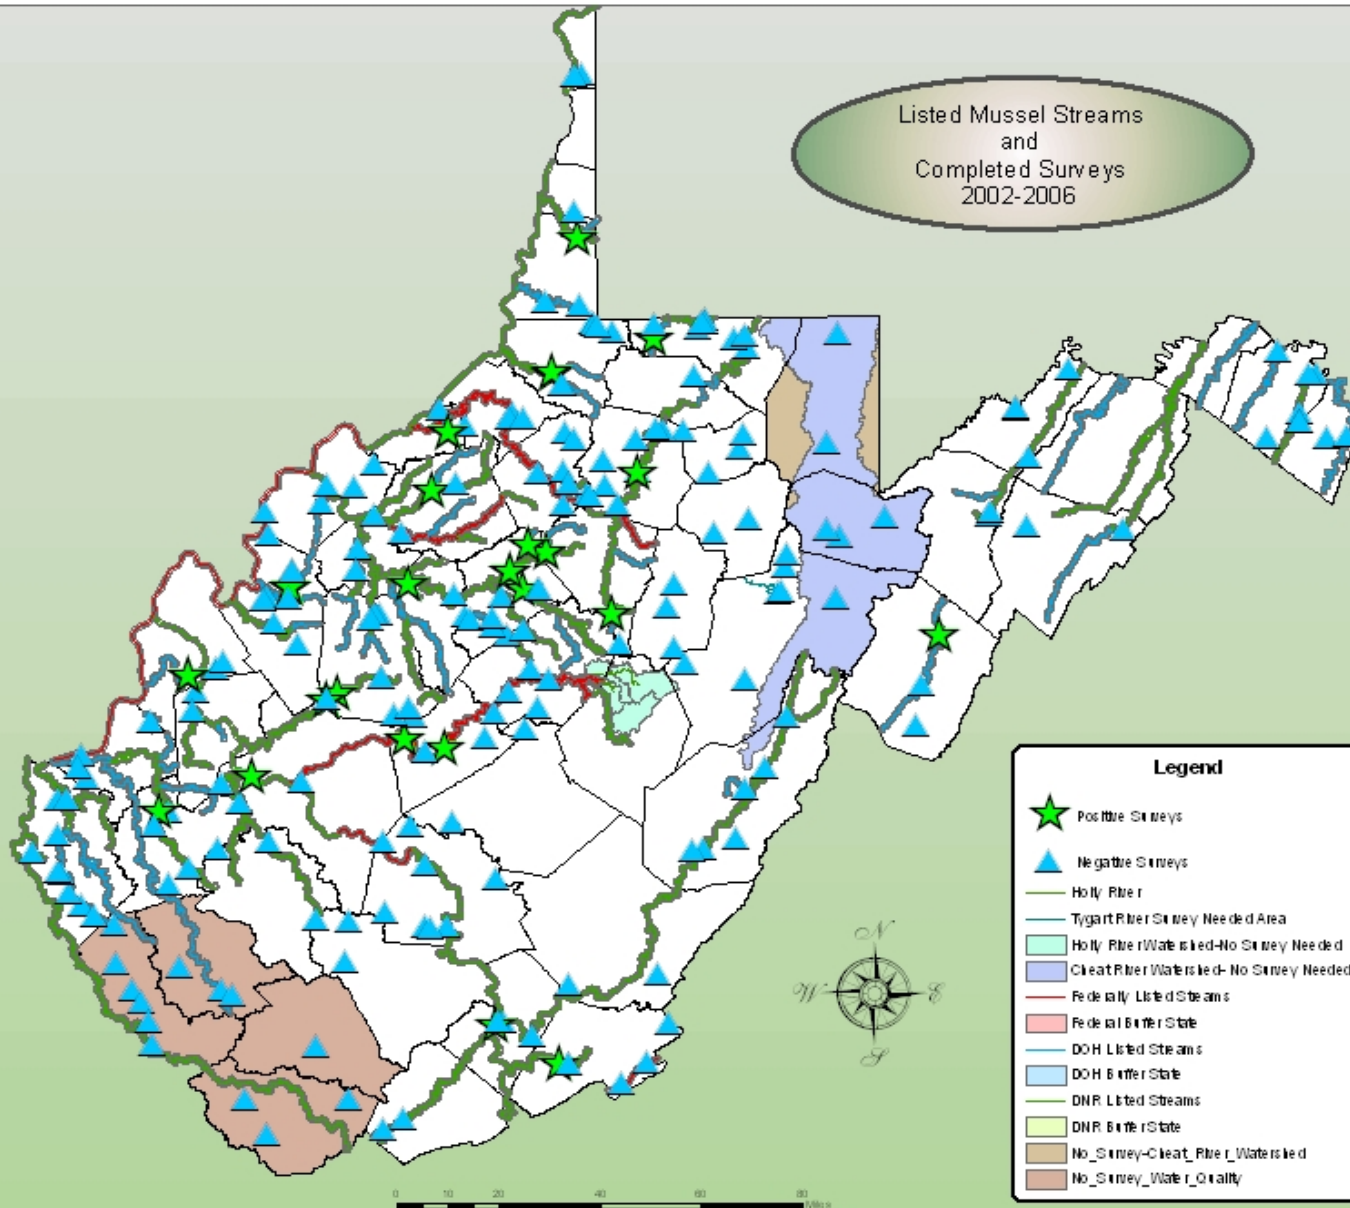 Listed Mussel Streams
and
Completed Surveys
2002-2006
Legend
Positive Surveys
Negative Surveys
Holly River
Tygart River Survey Needed Area
Holly River Watershed-No Survey Needed
Cheat River Watershed- No Survey Needed
Federally Listed Streams
Federal Buffer State
DOH Listed Streams
DOH Buffer State
DNR Listed Streams
DNR Buffer State
No_Survey-Cheat_River_Watershed
No_Survey_Water_Quality
N
W E
S
0 10 20 40 60 80
Miles